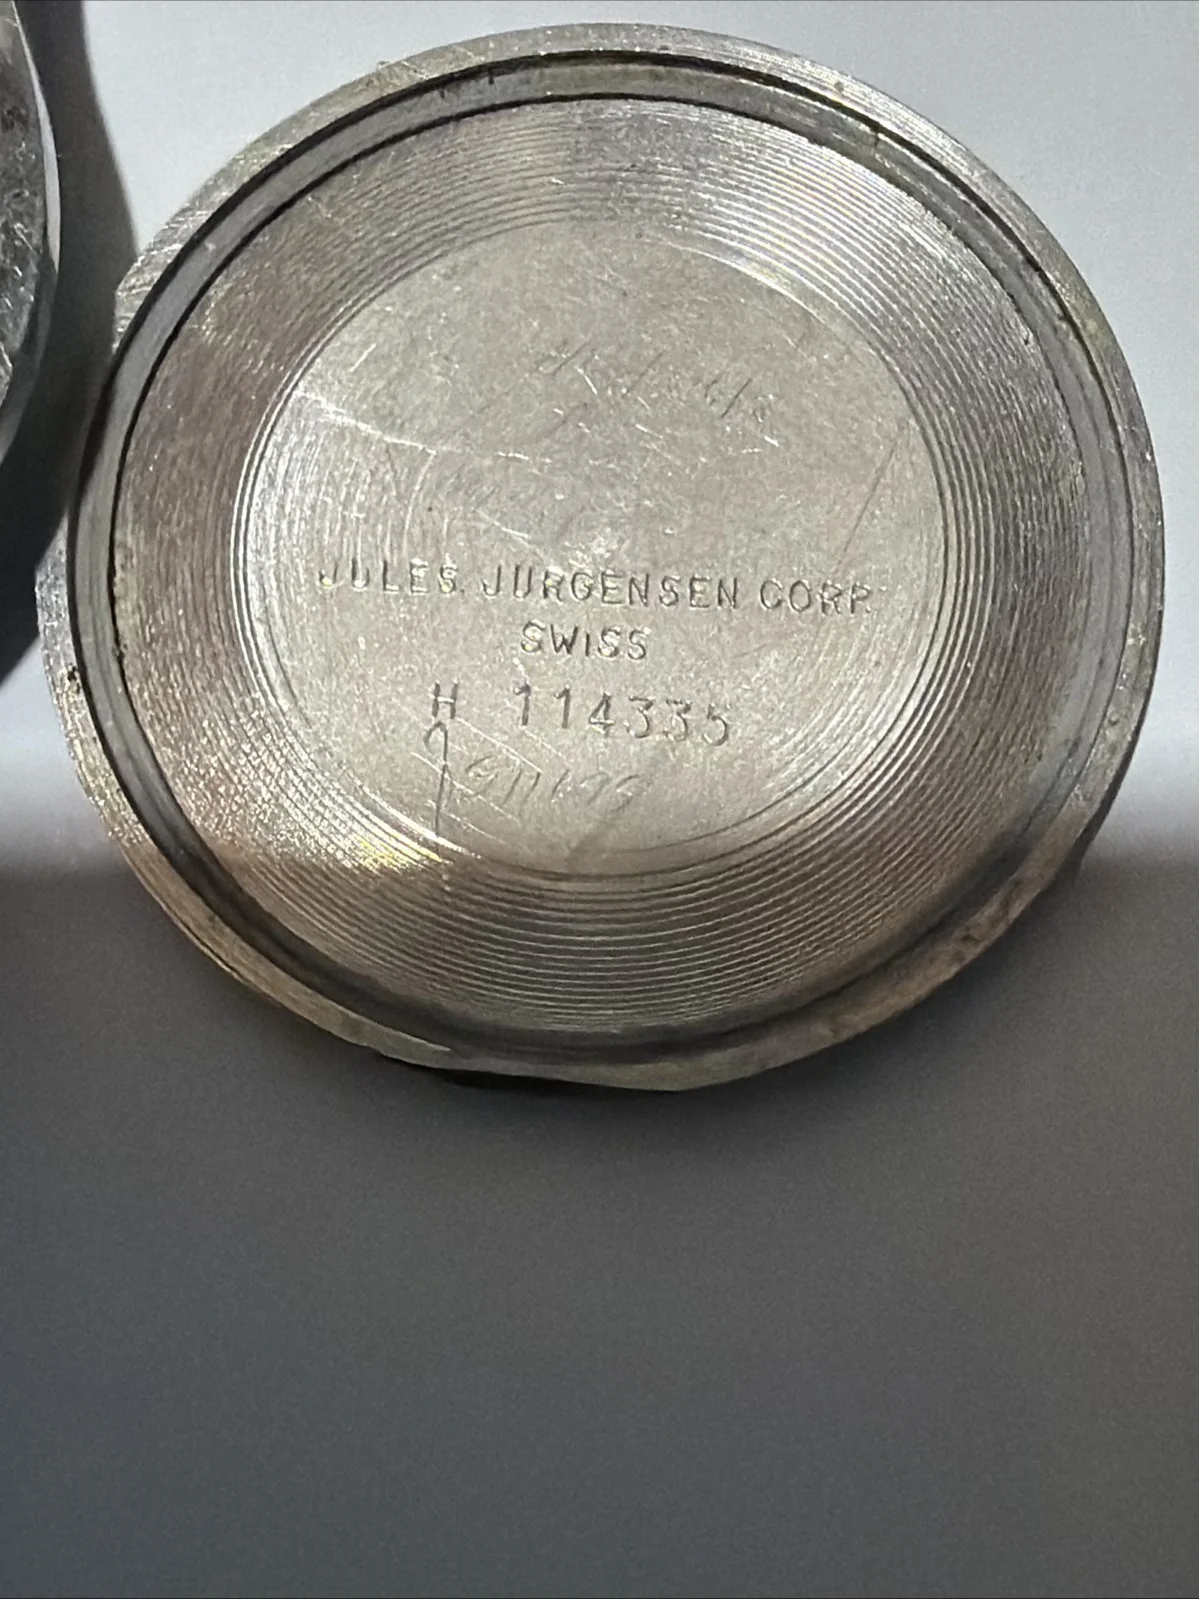 JULES JURGENSEN CORP.
SWISS
H 114335